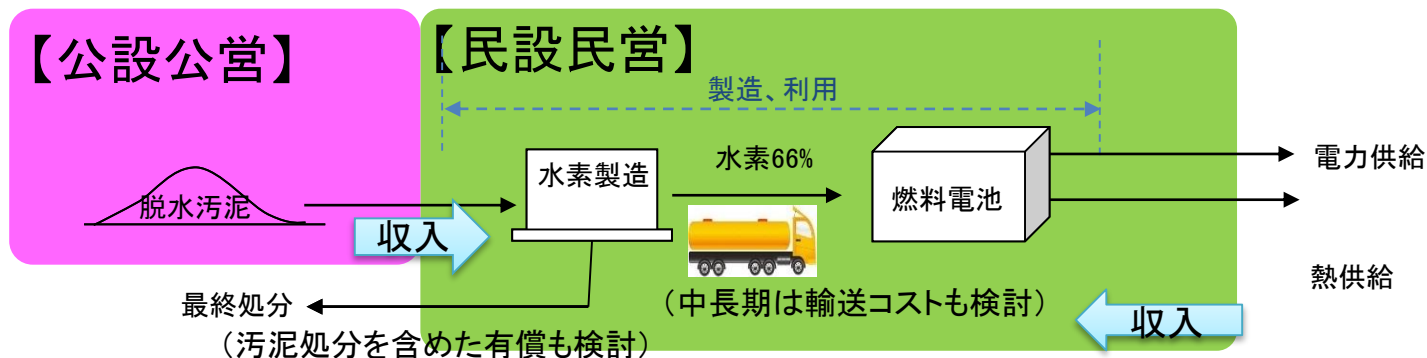 【公設公営】
【民設民営】
製造、利用
脱水汚泥
収入
水素製造
水素66%
燃料電池
電力供給
熱供給
最終処分
(汚泥処分を含めた有償も検討)
(中長期は輸送コストも検討)
収入